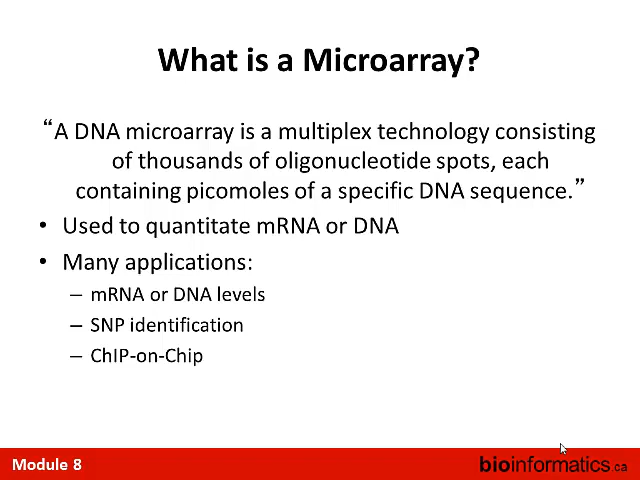 What is a Microarray?
“A DNA microarray is a multiplex technology consisting
of thousands of oligonucleotide spots, each
containing picomoles of a specific DNA sequence.”
• Used to quantitate mRNA or DNA
• Many applications:
– mRNA or DNA levels
– SNP identification
– ChIP-on-Chip
Module 8
bioinformatics.ca